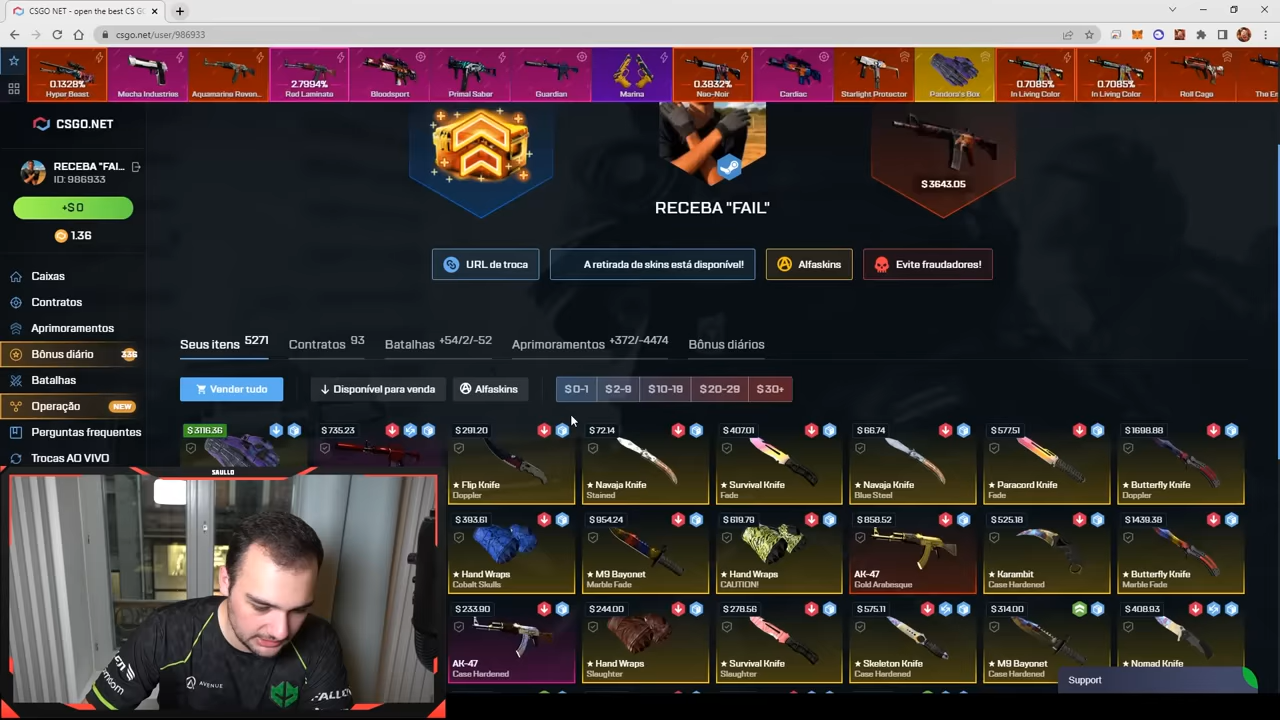 CSGO NET - open the best CS GO
csgo.net/user/986933
0.1328%
Hyper Beast
Mecha Industries
Aquamarine Reven...
2.7994%
Red Laminate
Bloodsport
Primal Saber
Guardian
Marina
0.3832%
Neo-Noir
Cardiac
Starlight Protector
Pandora's Box
0.7085%
In Living Color
0.7085%
In Living Color
Roll Cage
CSGO.NET
RECEBA "FAIL...
ID: 986933
+$ 0
1.36
Caixas
Contratos
Aprimoramentos
Bônus diário 336
Batalhas
Operação NEW
Perguntas frequentes
Trocas AO VIVO
$ 3643.05
RECEBA "FAIL"
URL de troca
A retirada de skins está disponível!
Alfaskins
Evite fraudadores!
Seus itens 5271
Contratos 93
Batalhas +54/2/-52
Aprimoramentos +372/-4474
Bônus diários
Vender tudo
Disponível para venda
Alfaskins
$ 0-1
$ 2-9
$ 10-19
$ 20-29
$ 30+
$ 3116.36
$ 735.23
$ 291.20
★ Flip Knife
Doppler
$ 72.14
★ Navaja Knife
Stained
$ 407.01
★ Survival Knife
Fade
$ 66.74
★ Navaja Knife
Blue Steel
$ 577.51
★ Paracord Knife
Fade
$ 1698.88
★ Butterfly Knife
Doppler
$ 393.61
★ Hand Wraps
Cobalt Skulls
$ 954.24
★ M9 Bayonet
Marble Fade
$ 619.79
★ Hand Wraps
CAUTION!
$ 858.52
AK-47
Gold Arabesque
$ 525.18
★ Karambit
Case Hardened
$ 1439.38
★ Butterfly Knife
Marble Fade
$ 233.90
AK-47
Case Hardened
$ 244.00
★ Hand Wraps
Slaughter
$ 278.56
★ Survival Knife
Slaughter
$ 575.11
★ Skeleton Knife
Case Hardened
$ 314.00
★ M9 Bayonet
Case Hardened
$ 408.93
★ Nomad Knife
Support
SAULLO
AVENUE
FALLEN